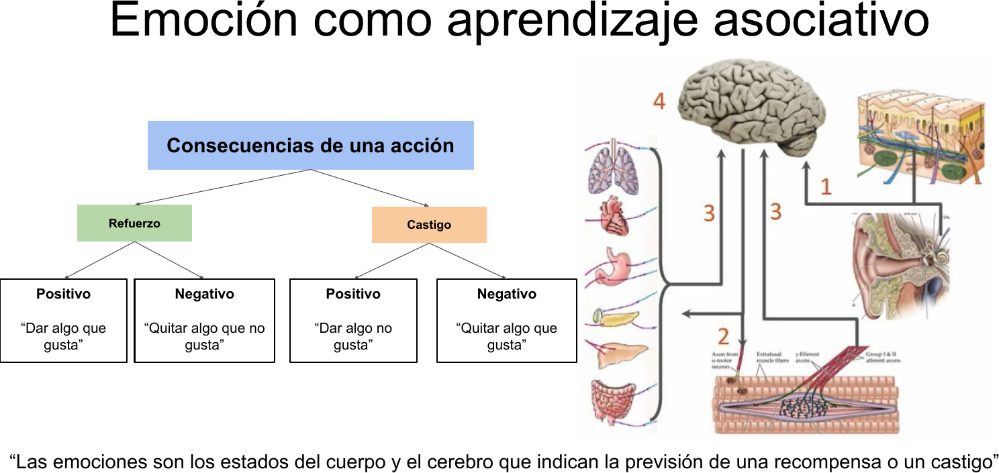 Emoción como aprendizaje asociativo
Consecuencias de una acción
Refuerzo
Castigo
Positivo
“Dar algo que
gusta”
Negativo
“Quitar algo que no
gusta”
Positivo
“Dar algo no
gusta”
Negativo
“Quitar algo que
gusta”
4
1
3
3
2
Axon from
α-motor
neuron
Extrafusal
muscle fibers
γ-Efferent
axons
Group I & II
afferent axons
“Las emociones son los estados del cuerpo y el cerebro que indican la previsión de una recompensa o un castigo”